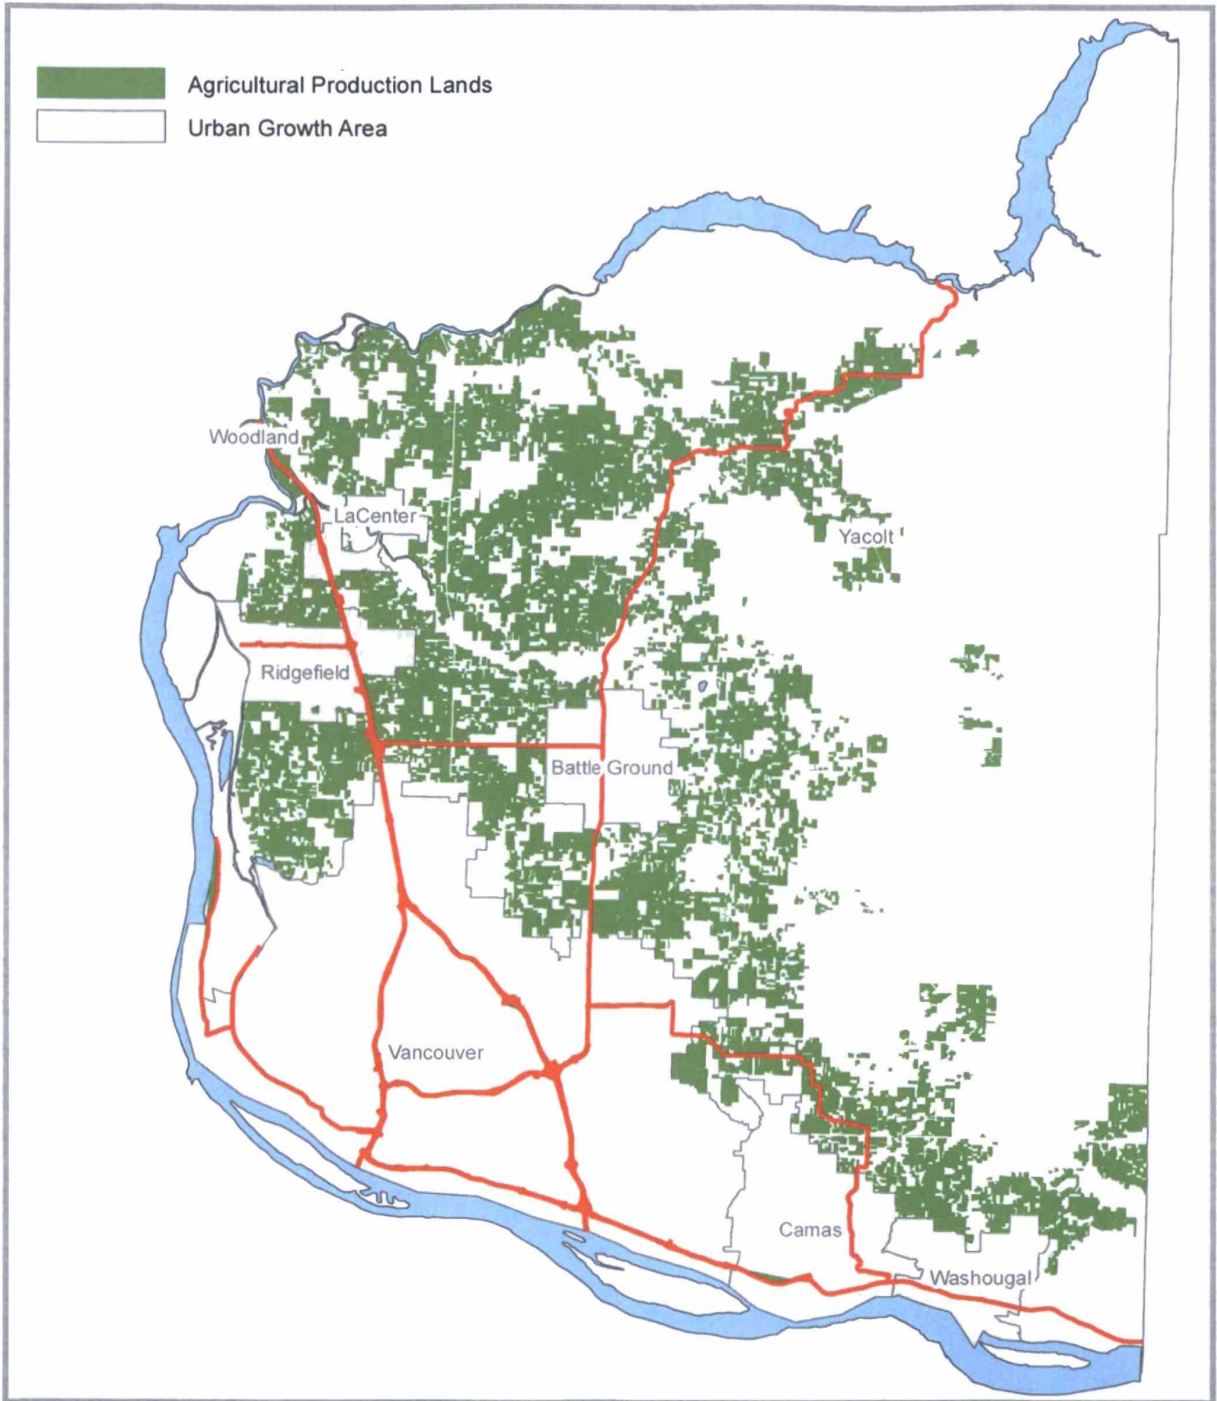 Agricultural Production Lands
Urban Growth Area
Woodland
LaCenter
Yacolt
Ridgefield
Battle Ground
Vancouver
Camas
Washougal